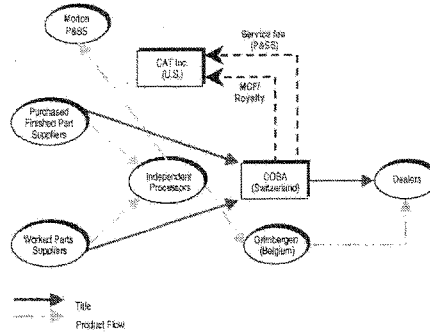 Morton
P&SS
Service fee
(P&SS)
CAT Inc.
(U.S.)
MCF/
Royalty
Purchased
Finished Part
Suppliers
Independent
Processors
COSA
(Switzerland)
Dealers
Worked Parts
Suppliers
Grimbergen
(Belgium)
Title
Product Flow